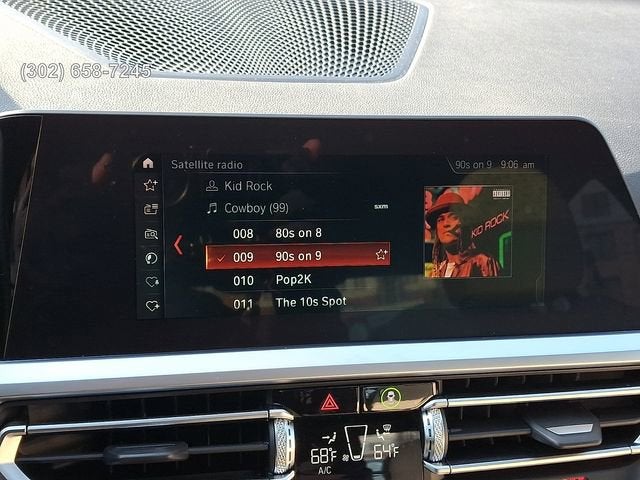 (302) 658-7245
Satellite radio
90s on 9 9:06 am
Kid Rock
Cowboy (99)
sxm
KID ROCK
008 80s on 8
009 90s on 9
010 Pop2K
011 The 10s Spot
68°F
64°F
A/C